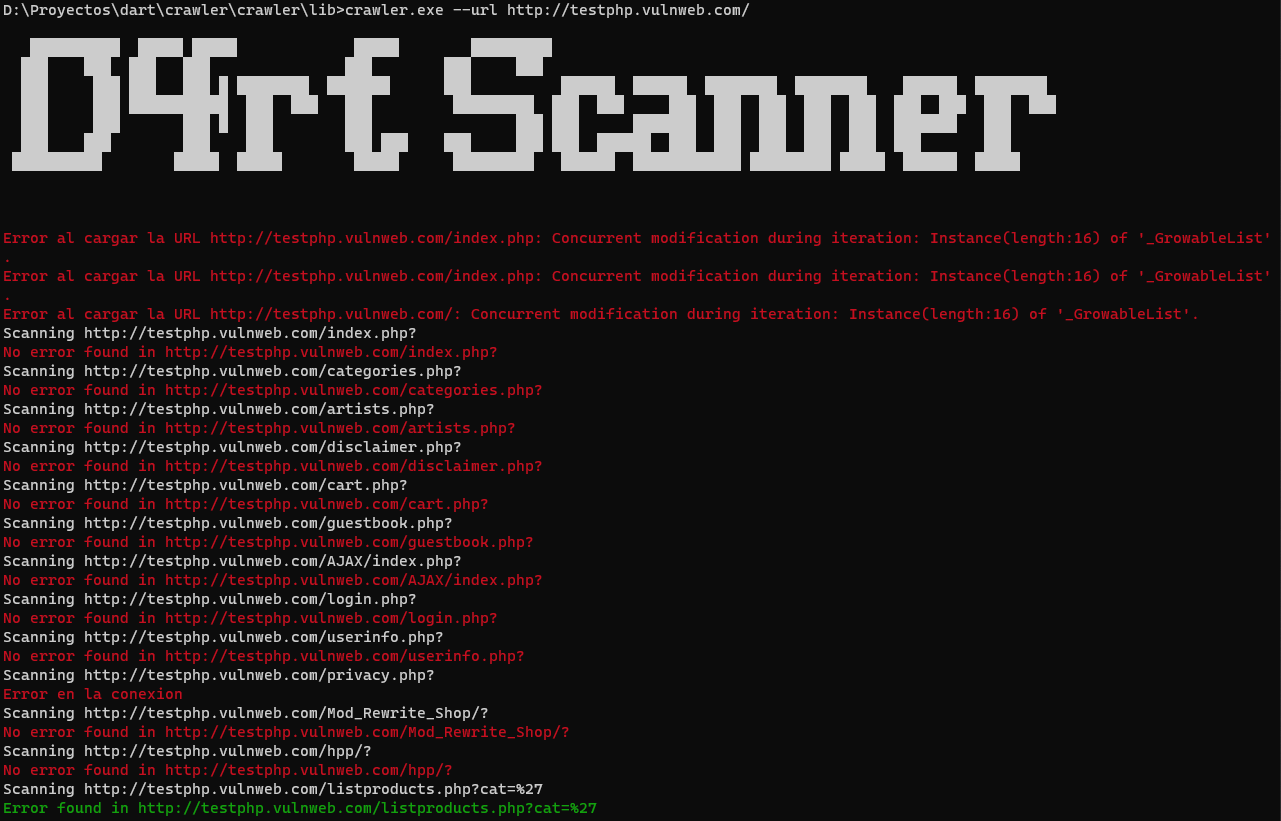 D:\Proyectos\dart\crawler\crawler\lib>crawler.exe --url http://testphp.vulnweb.com/
D4rt Scanner
Error al cargar la URL http://testphp.vulnweb.com/index.php: Concurrent modification during iteration: Instance(length:16) of '_GrowableList'
.
Error al cargar la URL http://testphp.vulnweb.com/index.php: Concurrent modification during iteration: Instance(length:16) of '_GrowableList'
.
Error al cargar la URL http://testphp.vulnweb.com/: Concurrent modification during iteration: Instance(length:16) of '_GrowableList'.
Scanning http://testphp.vulnweb.com/index.php?
No error found in http://testphp.vulnweb.com/index.php?
Scanning http://testphp.vulnweb.com/categories.php?
No error found in http://testphp.vulnweb.com/categories.php?
Scanning http://testphp.vulnweb.com/artists.php?
No error found in http://testphp.vulnweb.com/artists.php?
Scanning http://testphp.vulnweb.com/disclaimer.php?
No error found in http://testphp.vulnweb.com/disclaimer.php?
Scanning http://testphp.vulnweb.com/cart.php?
No error found in http://testphp.vulnweb.com/cart.php?
Scanning http://testphp.vulnweb.com/guestbook.php?
No error found in http://testphp.vulnweb.com/guestbook.php?
Scanning http://testphp.vulnweb.com/AJAX/index.php?
No error found in http://testphp.vulnweb.com/AJAX/index.php?
Scanning http://testphp.vulnweb.com/login.php?
No error found in http://testphp.vulnweb.com/login.php?
Scanning http://testphp.vulnweb.com/userinfo.php?
No error found in http://testphp.vulnweb.com/userinfo.php?
Scanning http://testphp.vulnweb.com/privacy.php?
Error en la conexion
Scanning http://testphp.vulnweb.com/Mod_Rewrite_Shop/?
No error found in http://testphp.vulnweb.com/Mod_Rewrite_Shop/?
Scanning http://testphp.vulnweb.com/hpp/?
No error found in http://testphp.vulnweb.com/hpp/?
Scanning http://testphp.vulnweb.com/listproducts.php?cat=%27
Error found in http://testphp.vulnweb.com/listproducts.php?cat=%27